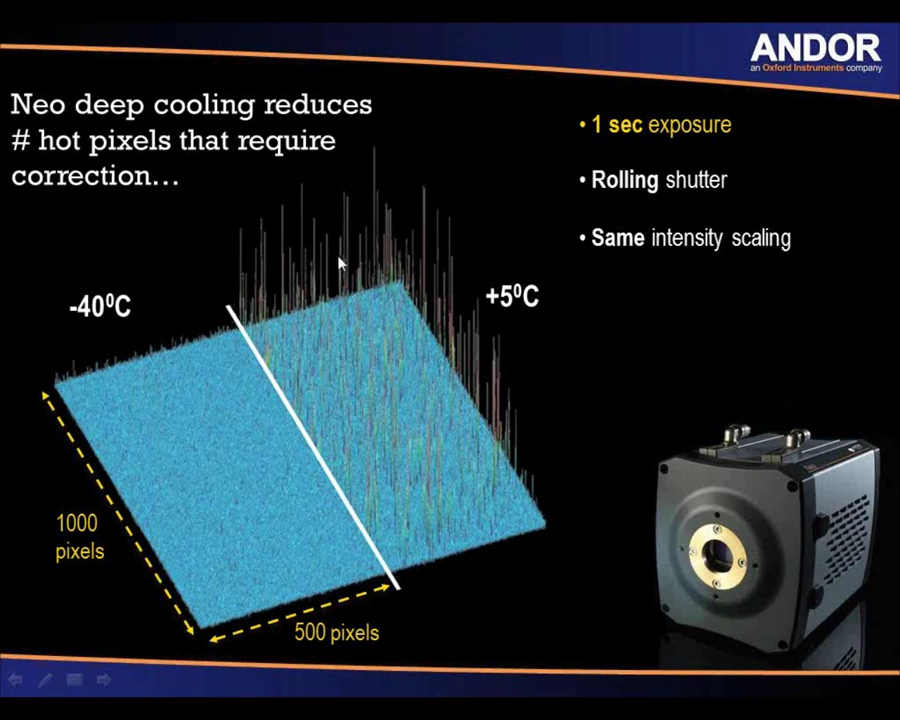 ANDOR
an Oxford Instruments company
Neo deep cooling reduces
# hot pixels that require
correction…
• 1 sec exposure
• Rolling shutter
• Same intensity scaling
-40⁰C
+5⁰C
1000
pixels
500 pixels